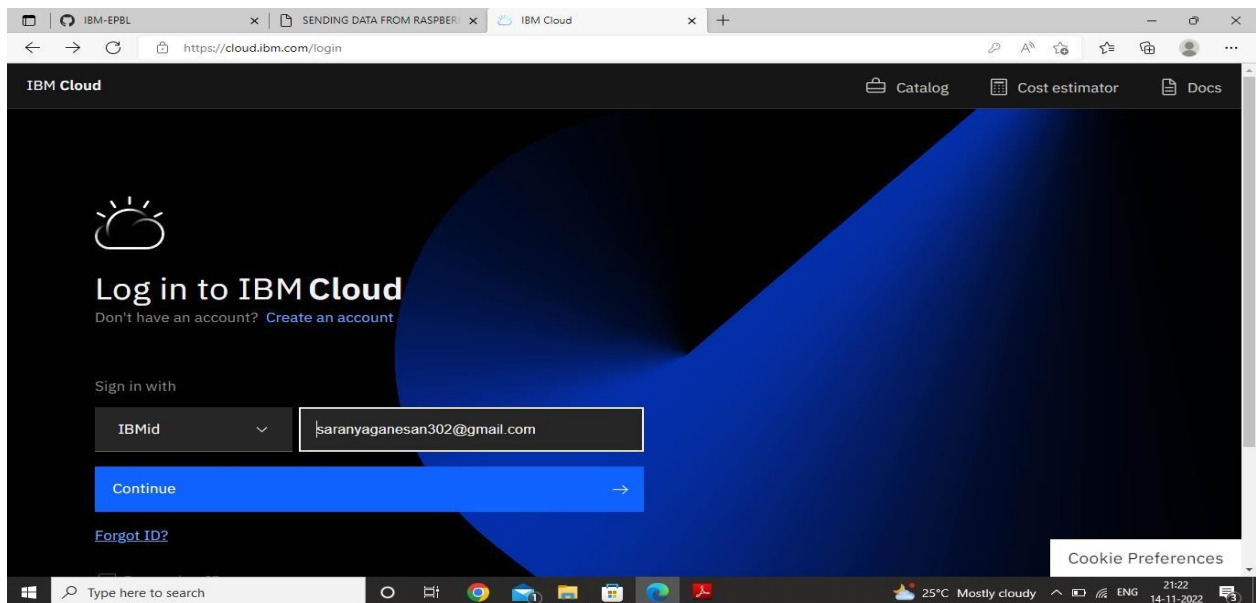 IBM-EPBL
SENDING DATA FROM RASPBER
IBM Cloud
https://cloud.ibm.com/login
IBM Cloud
Catalog
Cost estimator
Docs
Log in to IBM Cloud
Don't have an account? Create an account
Sign in with
IBMid
saranyaganesan302@gmail.com
Continue
Forgot ID?
Cookie Preferences
Type here to search
25°C Mostly cloudy
ENG
21:22
14-11-2022